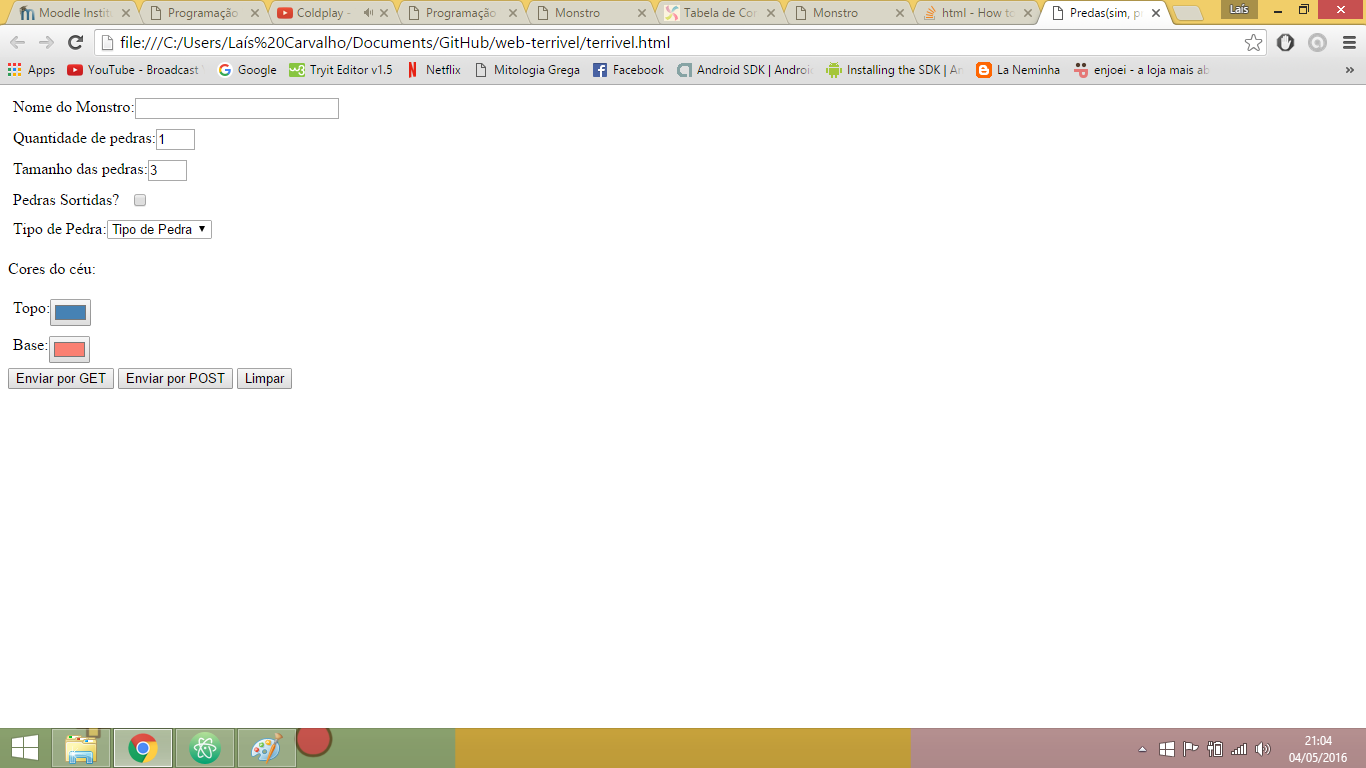 Moodle Instit Programação Coldplay - Programação Monstro Tabela de Cor Monstro html - How to Predas(sim, p Laís
file:///C:/Users/Laís%20Carvalho/Documents/GitHub/web-terrivel/terrivel.html
Apps YouTube - Broadcast Google Tryit Editor v1.5 Netflix Mitologia Grega Facebook Android SDK | Androi Installing the SDK | An La Neminha enjoei - a loja mais ab »
Nome do Monstro:
Quantidade de pedras: 1
Tamanho das pedras: 3
Pedras Sortidas?
Tipo de Pedra: Tipo de Pedra
Cores do céu:
Topo:
Base:
Enviar por GET Enviar por POST Limpar
21:04
04/05/2016